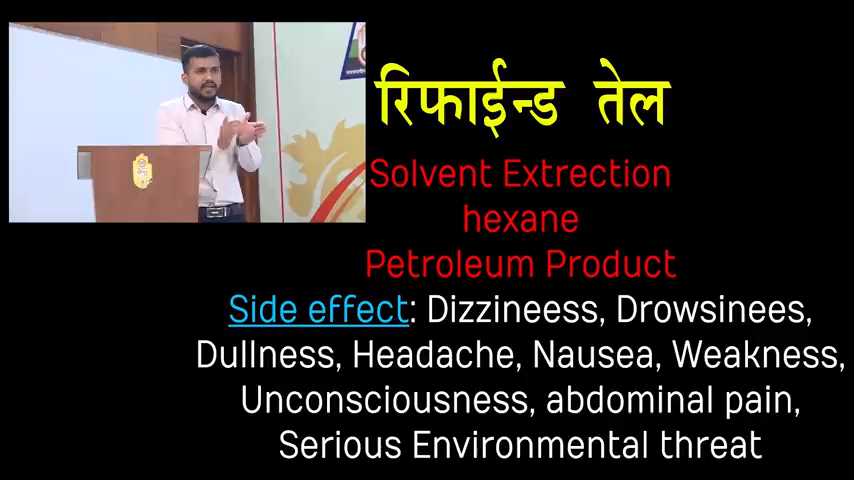 रिफाईन्ड तेल
Solvent Extrection
hexane
Petroleum Product
Side effect: Dizzineess, Drowsinees,
Dullness, Headache, Nausea, Weakness,
Unconsciousness, abdominal pain,
Serious Environmental threat